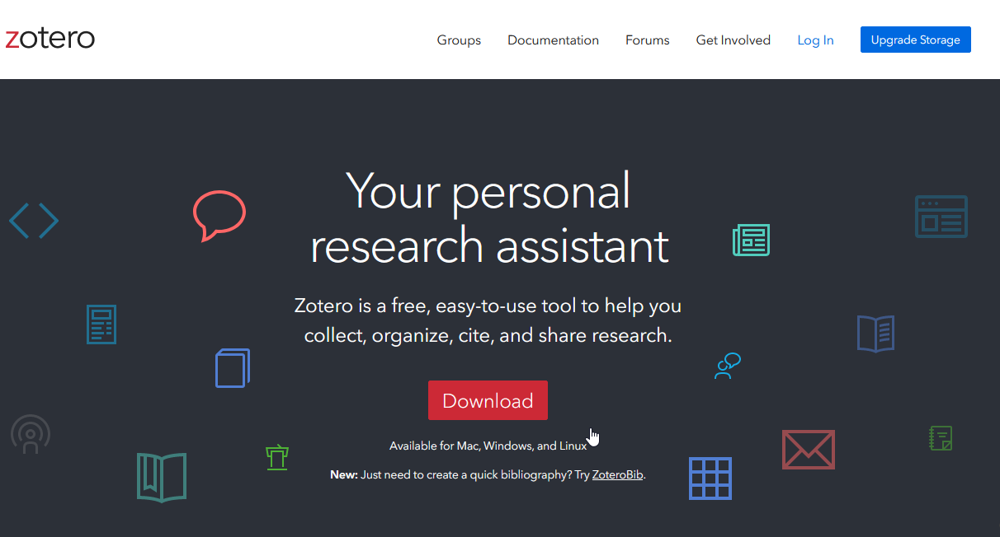 zotero
Groups Documentation Forums Get Involved Log In Upgrade Storage
Your personal
research assistant
Zotero is a free, easy-to-use tool to help you
collect, organize, cite, and share research.
Download
Available for Mac, Windows, and Linux
New: Just need to create a quick bibliography? Try ZoteroBib.